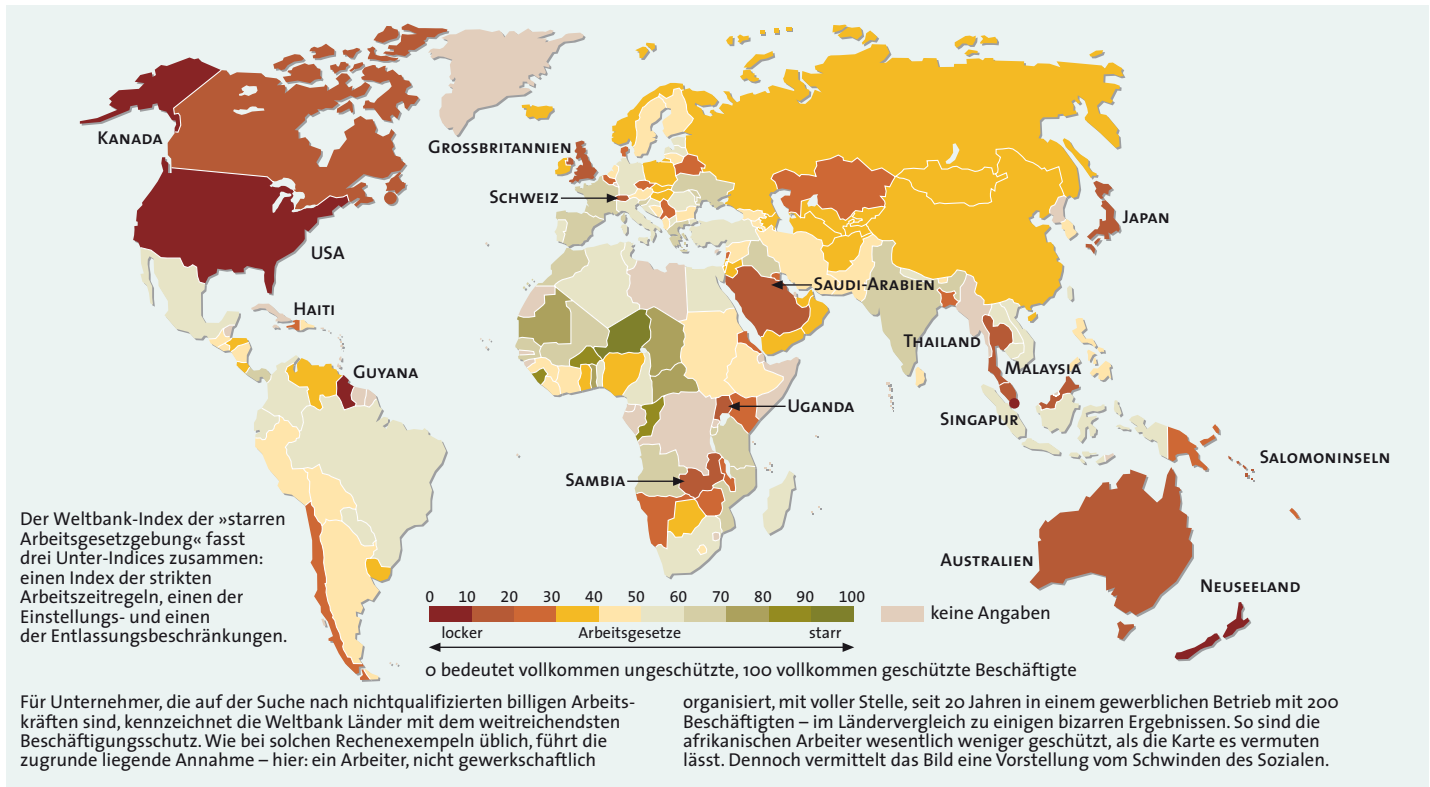 KANADA
GROSSBRITANNIEN
SCHWEIZ
JAPAN
USA
SAUDI-ARABIEN
HAITI
THAILAND
MALAYSIA
GUYANA
UGANDA
SINGAPUR
SALOMONINSELN
SAMBIA
AUSTRALIEN
NEUSEELAND
Der Weltbank-Index der »starren
Arbeitsgesetzgebung« fasst
drei Unter-Indices zusammen:
einen Index der strikten
Arbeitszeitregeln, einen der
Einstellungs- und einen
der Entlassungsbeschränkungen.
0 10 20 30 40 50 60 70 80 90 100
keine Angaben
locker Arbeitsgesetze starr
0 bedeutet vollkommen ungeschützte, 100 vollkommen geschützte Beschäftigte
Für Unternehmer, die auf der Suche nach nichtqualifizierten billigen Arbeits-
kräften sind, kennzeichnet die Weltbank Länder mit dem weitreichendsten
Beschäftigungsschutz. Wie bei solchen Rechenexempeln üblich, führt die
zugrunde liegende Annahme – hier: ein Arbeiter, nicht gewerkschaftlich
organisiert, mit voller Stelle, seit 20 Jahren in einem gewerblichen Betrieb mit 200
Beschäftigten – im Ländervergleich zu einigen bizarren Ergebnissen. So sind die
afrikanischen Arbeiter wesentlich weniger geschützt, als die Karte es vermuten
lässt. Dennoch vermittelt das Bild eine Vorstellung vom Schwinden des Sozialen.